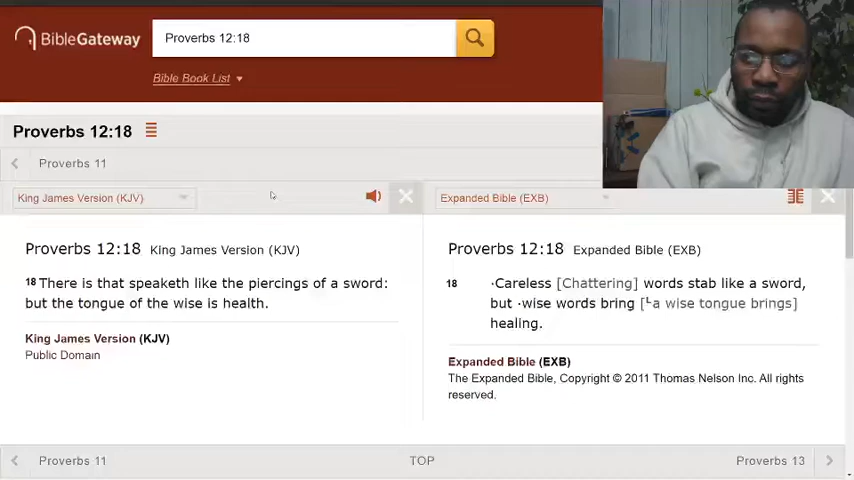 BibleGateway
Proverbs 12:18
Bible Book List
Proverbs 12:18
Proverbs 11
King James Version (KJV)
Expanded Bible (EXB)
Proverbs 12:18 King James Version (KJV)
18 There is that speaketh like the piercings of a sword:
but the tongue of the wise is health.
King James Version (KJV)
Public Domain
Proverbs 12:18 Expanded Bible (EXB)
18 ·Careless [Chattering] words stab like a sword,
but ·wise words bring [└a wise tongue brings]
healing.
Expanded Bible (EXB)
The Expanded Bible, Copyright © 2011 Thomas Nelson Inc. All rights
reserved.
Proverbs 11
TOP
Proverbs 13